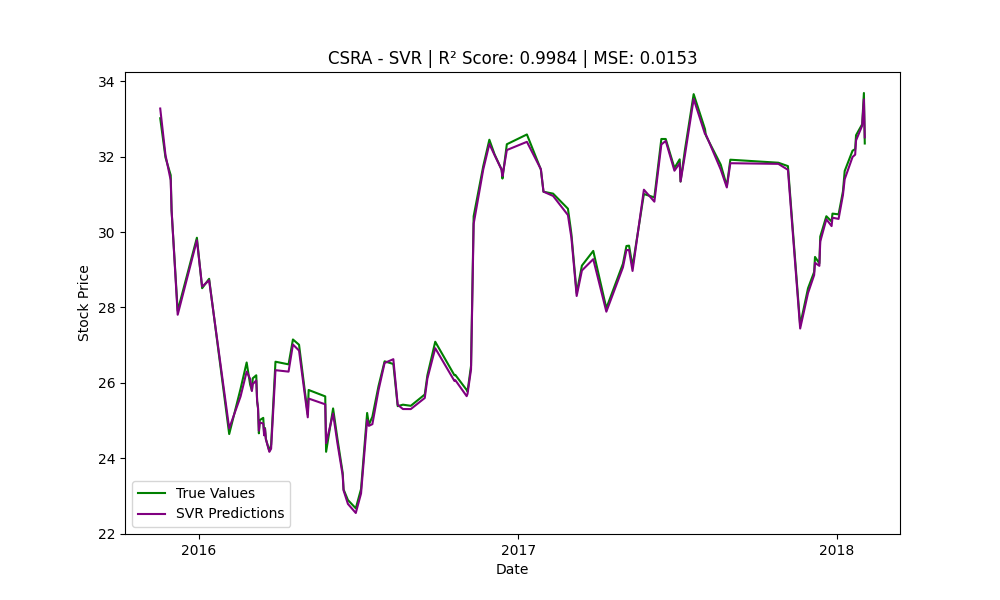 CSRA - SVR | R² Score: 0.9984 | MSE: 0.0153
Stock Price
34
32
30
28
26
24
22
True Values
SVR Predictions
2016
2017
2018
Date